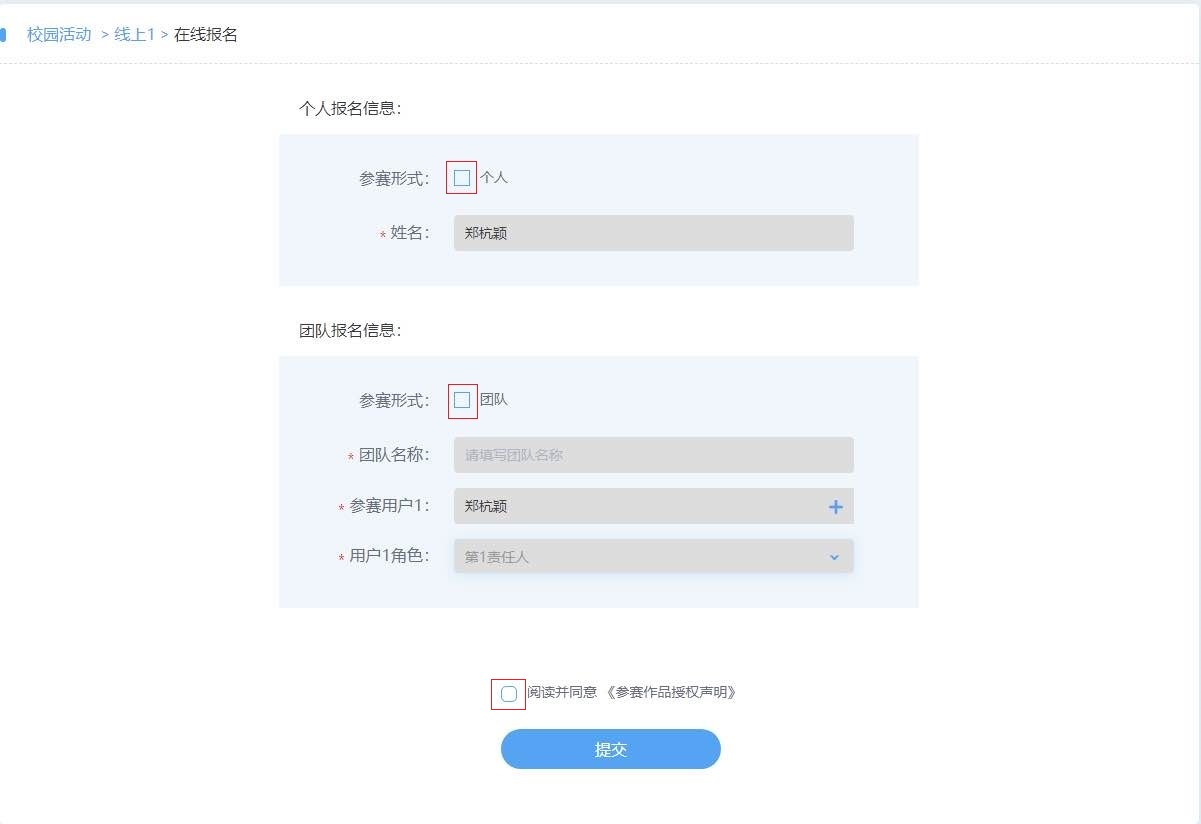 校园活动 > 线上1 > 在线报名
个人报名信息：
参赛形式： 个人
* 姓名： 郑杭颖
团队报名信息：
参赛形式： 团队
* 团队名称： 请填写团队名称
* 参赛用户1： 郑杭颖 +
* 用户1角色： 第1责任人
阅读并同意 《参赛作品授权声明》
提交